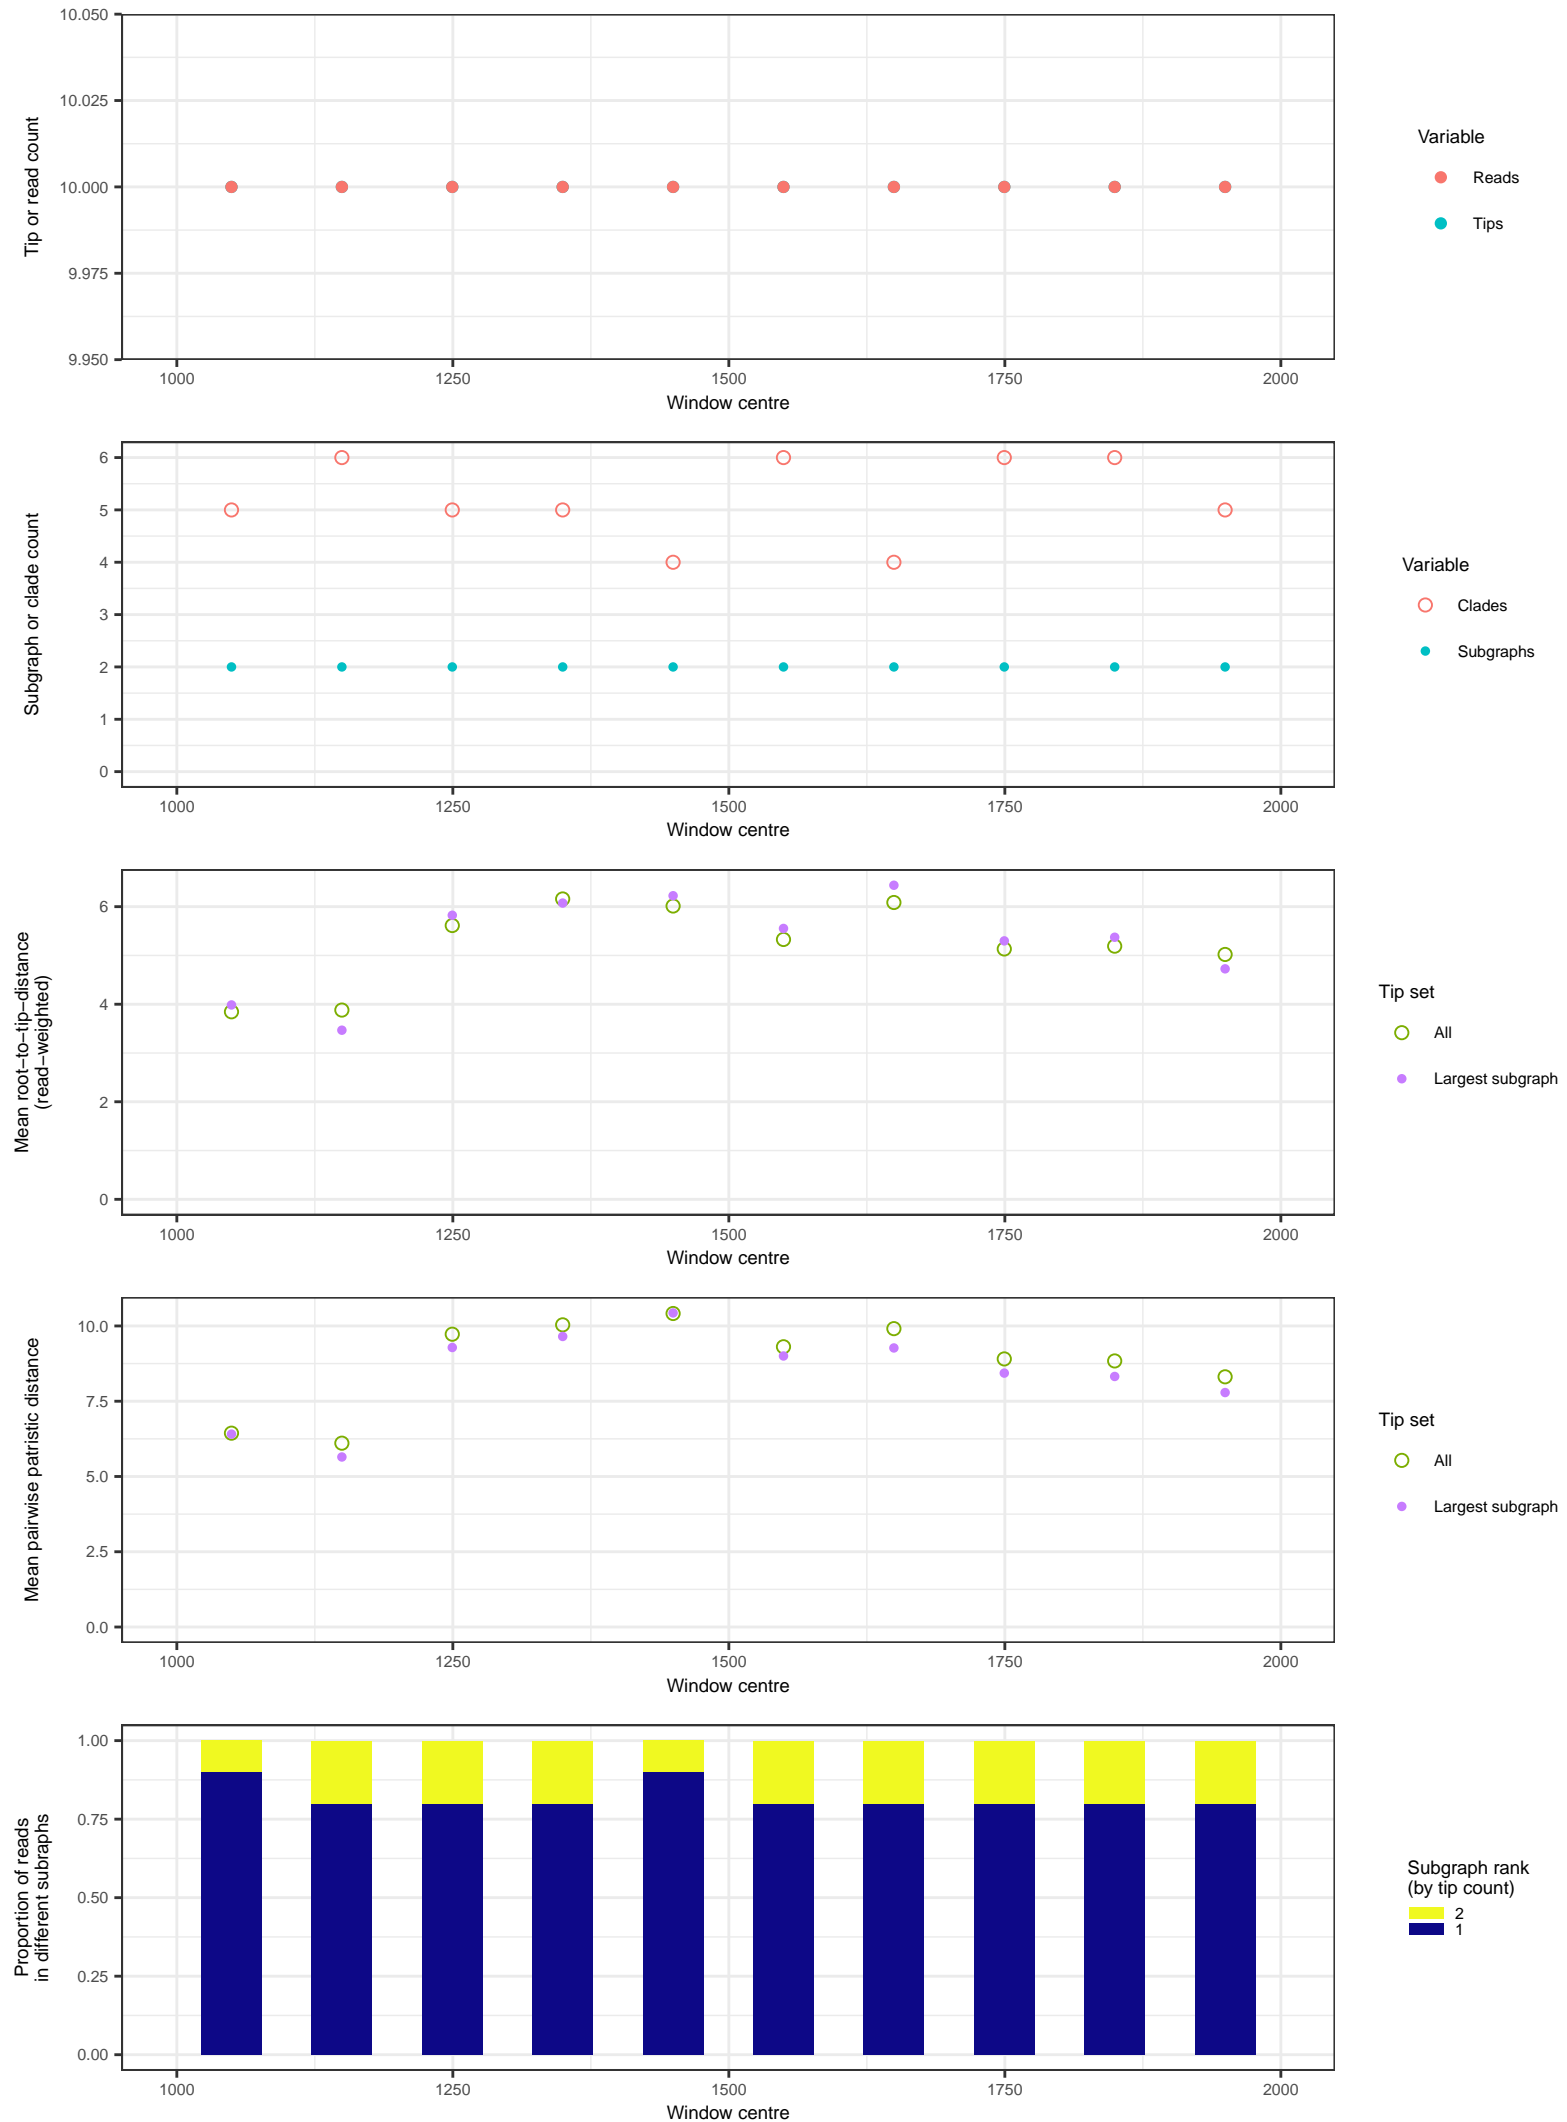 10.050
10.025
10.000
9.975
9.950
Tip or read count
1000 1250 1500 1750 2000
Window centre
Variable
Reads
Tips
6
5
4
3
2
1
0
Subgraph or clade count
1000 1250 1500 1750 2000
Window centre
Variable
Clades
Subgraphs
6
4
2
0
Mean root−to−tip−distance
(read−weighted)
1000 1250 1500 1750 2000
Window centre
Tip set
All
Largest subgraph
10.0
7.5
5.0
2.5
0.0
Mean pairwise patristic distance
1000 1250 1500 1750 2000
Window centre
Tip set
All
Largest subgraph
1.00
0.75
0.50
0.25
0.00
Proportion of reads
in different subraphs
1000 1250 1500 1750 2000
Window centre
Subgraph rank
(by tip count)
2
1